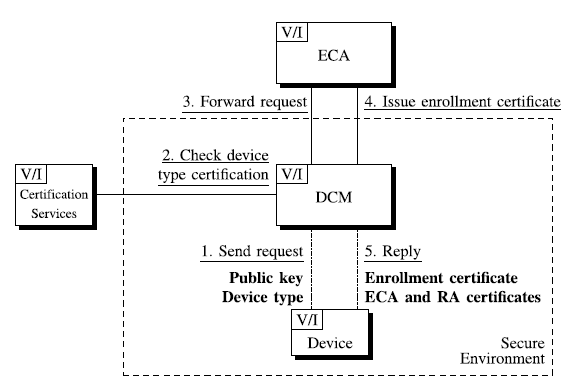 V/I
ECA
3. Forward request
4. Issue enrollment certificate
2. Check device
type certification
V/I
Certification
Services
V/I
DCM
1. Send request
Public key
Device type
5. Reply
Enrollment certificate
ECA and RA certificates
V/I
Device
Secure
Environment